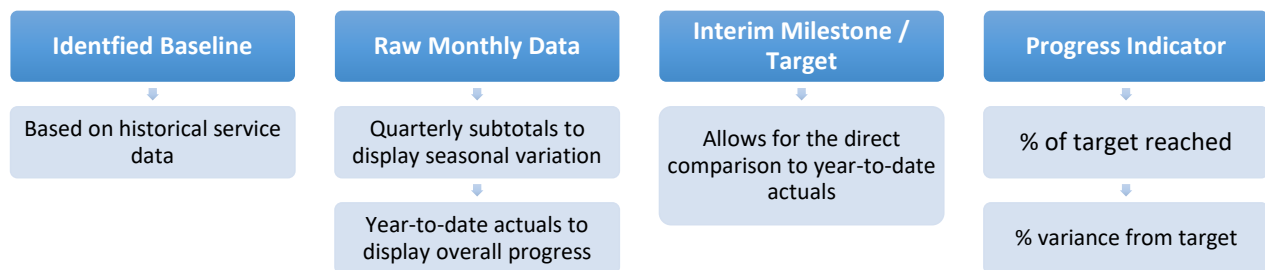 Identfied Baseline
Based on historical service
data
Raw Monthly Data
Quarterly subtotals to
display seasonal variation
Year-to-date actuals to
display overall progress
Interim Milestone /
Target
Allows for the direct
comparison to year-to-date
actuals
Progress Indicator
% of target reached
% variance from target